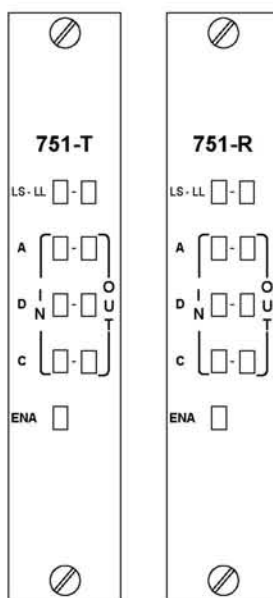 751-T
LS - LL -
A -
D -
C -
IN
OUT
ENA
751-R
LS - LL -
A -
D -
C -
IN
OUT
ENA